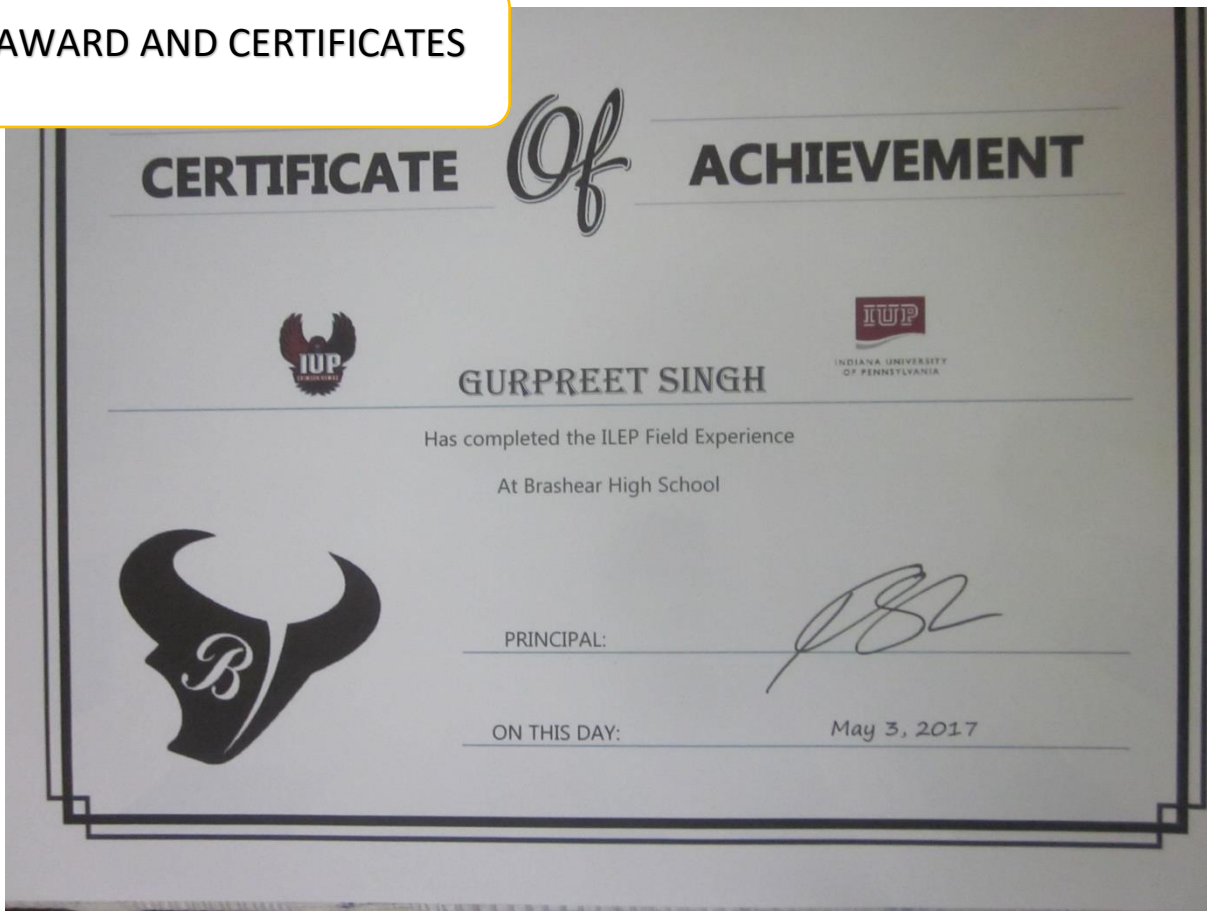 AWARD AND CERTIFICATES
CERTIFICATE Of ACHIEVEMENT
IUP
IUP
INDIANA UNIVERSITY
OF PENNSYLVANIA
GURPREET SINGH
Has completed the ILEP Field Experience
At Brashear High School
B
PRINCIPAL:
ON THIS DAY: May 3, 2017